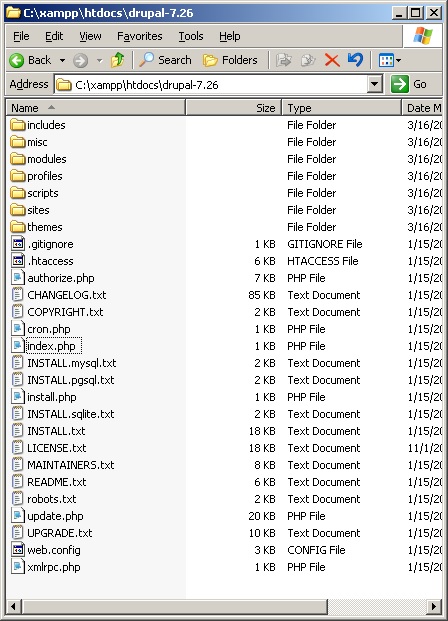 C:\xampp\htdocs\drupal-7.26
File Edit View Favorites Tools Help
Back Search Folders
Address C:\xampp\htdocs\drupal-7.26 Go
Name Size Type Date M
includes File Folder 3/16/20
misc File Folder 3/16/20
modules File Folder 3/16/20
profiles File Folder 3/16/20
scripts File Folder 3/16/20
sites File Folder 3/16/20
themes File Folder 3/16/20
.gitignore 1 KB GITIGNORE File 1/15/20
.htaccess 6 KB HTACCESS File 1/15/20
authorize.php 7 KB PHP File 1/15/20
CHANGELOG.txt 85 KB Text Document 1/15/20
COPYRIGHT.txt 2 KB Text Document 1/15/20
cron.php 1 KB PHP File 1/15/20
index.php 1 KB PHP File 1/15/20
INSTALL.mysql.txt 2 KB Text Document 1/15/20
INSTALL.pgsql.txt 2 KB Text Document 1/15/20
install.php 1 KB PHP File 1/15/20
INSTALL.sqlite.txt 2 KB Text Document 1/15/20
INSTALL.txt 18 KB Text Document 1/15/20
LICENSE.txt 18 KB Text Document 11/1/20
MAINTAINERS.txt 8 KB Text Document 1/15/20
README.txt 6 KB Text Document 1/15/20
robots.txt 2 KB Text Document 1/15/20
update.php 20 KB PHP File 1/15/20
UPGRADE.txt 10 KB Text Document 1/15/20
web.config 3 KB CONFIG File 1/15/20
xmlrpc.php 1 KB PHP File 1/15/20